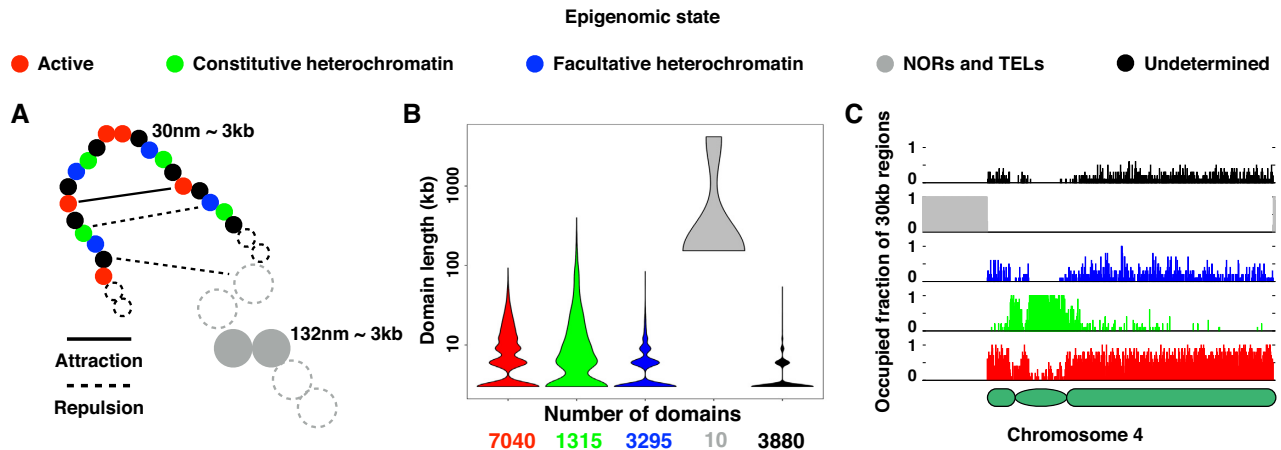 Epigenomic state
Active
Constitutive heterochromatin
Facultative heterochromatin
NORs and TELs
Undetermined
A
30nm ~ 3kb
132nm ~ 3kb
Attraction
Repulsion
B
Domain length (kb)
1000
100
10
Number of domains
7040 1315 3295 10 3880
C
Occupied fraction of 30kb regions
1
0
1
0
1
0
1
0
1
0
Chromosome 4